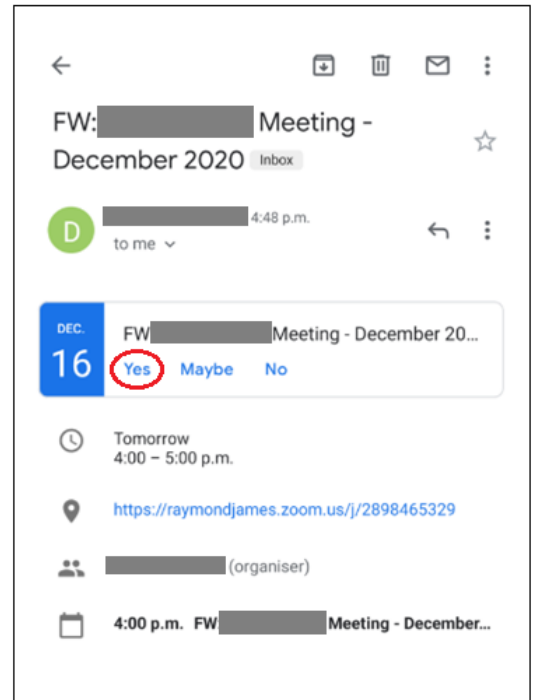 FW: Meeting -
December 2020 Inbox
D
4:48 p.m.
to me
DEC.
16
FW Meeting - December 20...
Yes Maybe No
Tomorrow
4:00 – 5:00 p.m.
https://raymondjames.zoom.us/j/2898465329
(organiser)
4:00 p.m. FW: Meeting - December...